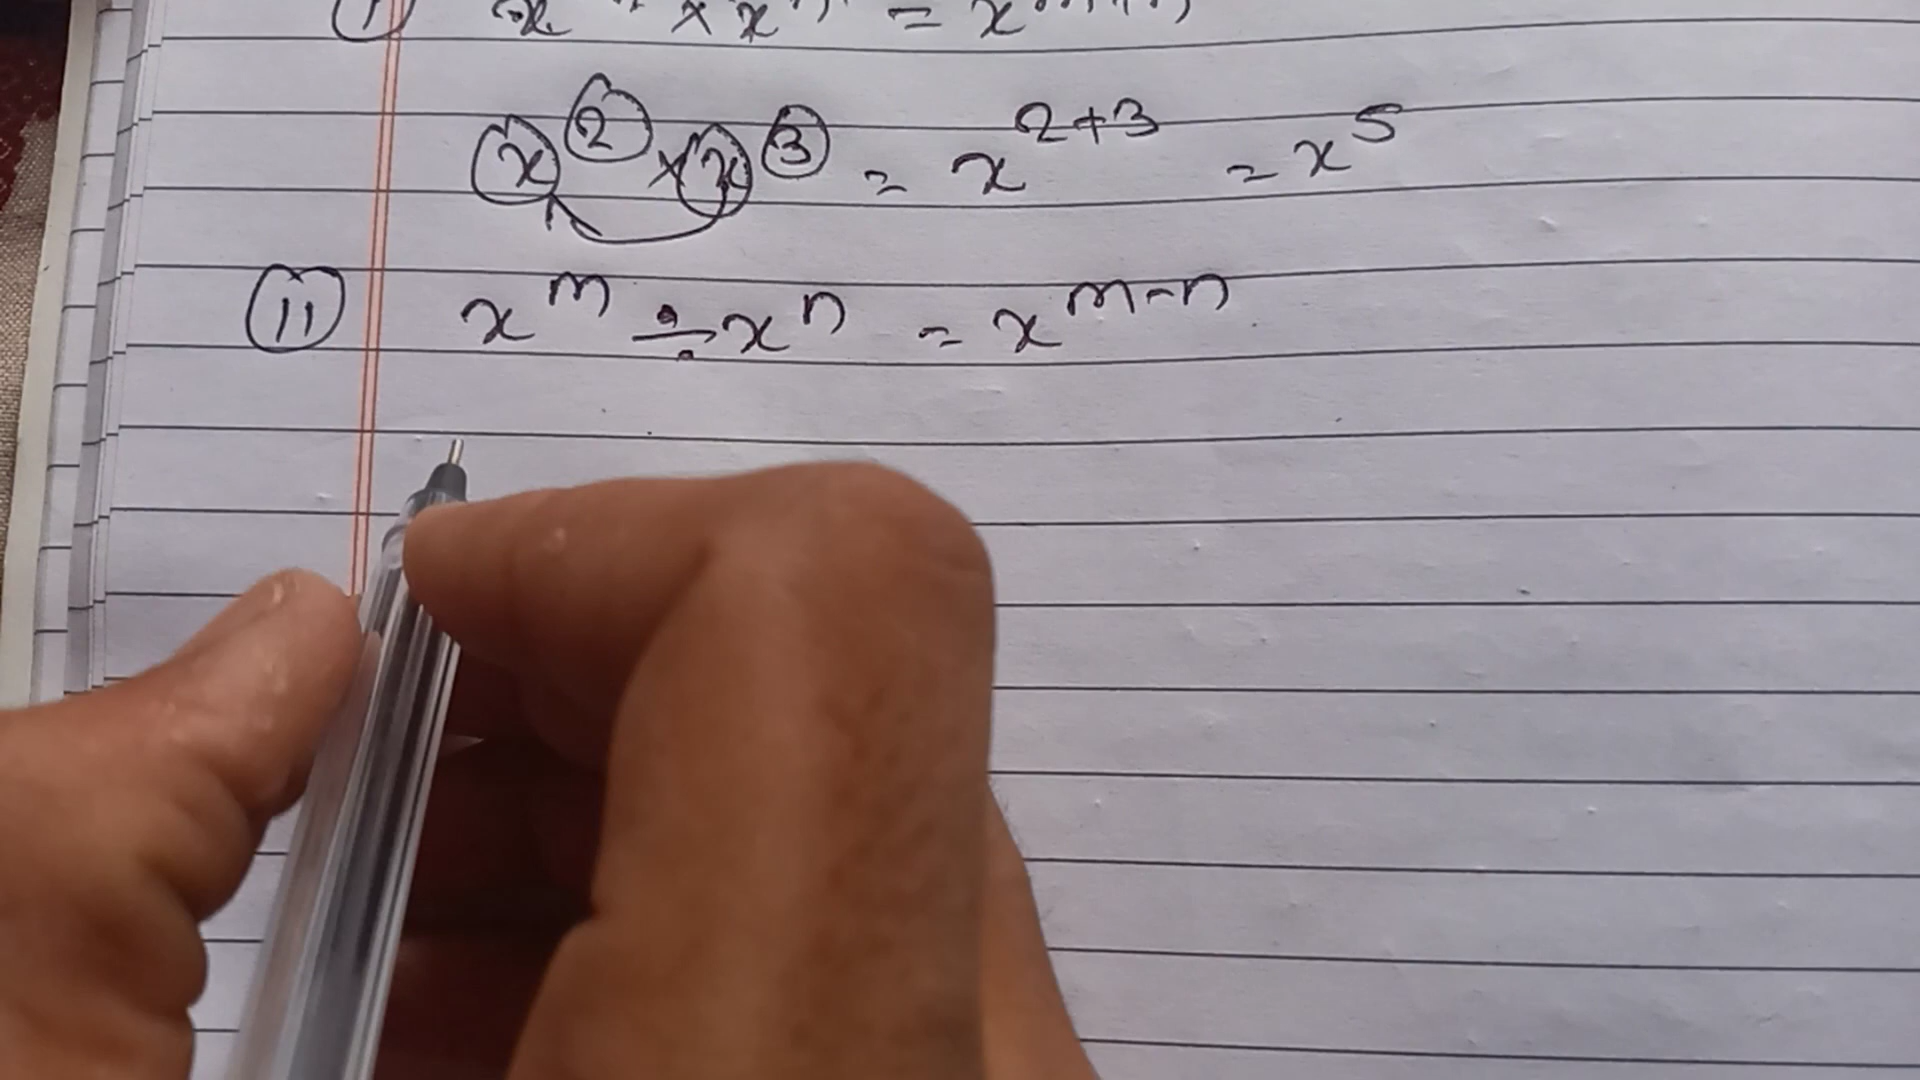 x² × x³ = x²⁺³ = x⁵
(ii) xᵐ ÷ xⁿ = xᵐ⁻ⁿ